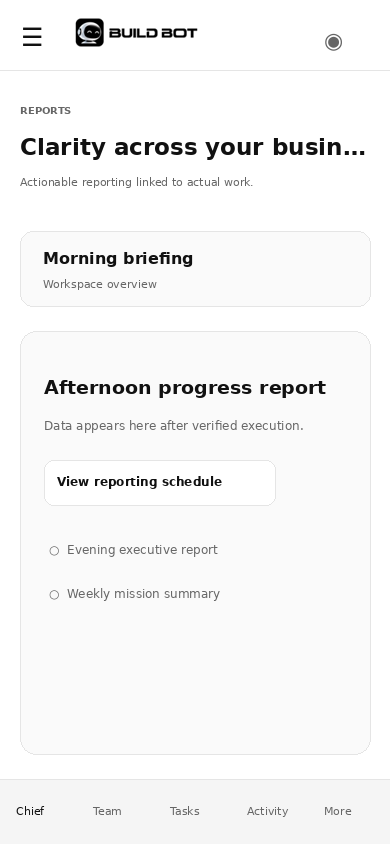 BUILD BOT
REPORTS
Clarity across your busin...
Actionable reporting linked to actual work.
Morning briefing
Workspace overview
Afternoon progress report
Data appears here after verified execution.
View reporting schedule
Evening executive report
Weekly mission summary
Chief Team Tasks Activity More